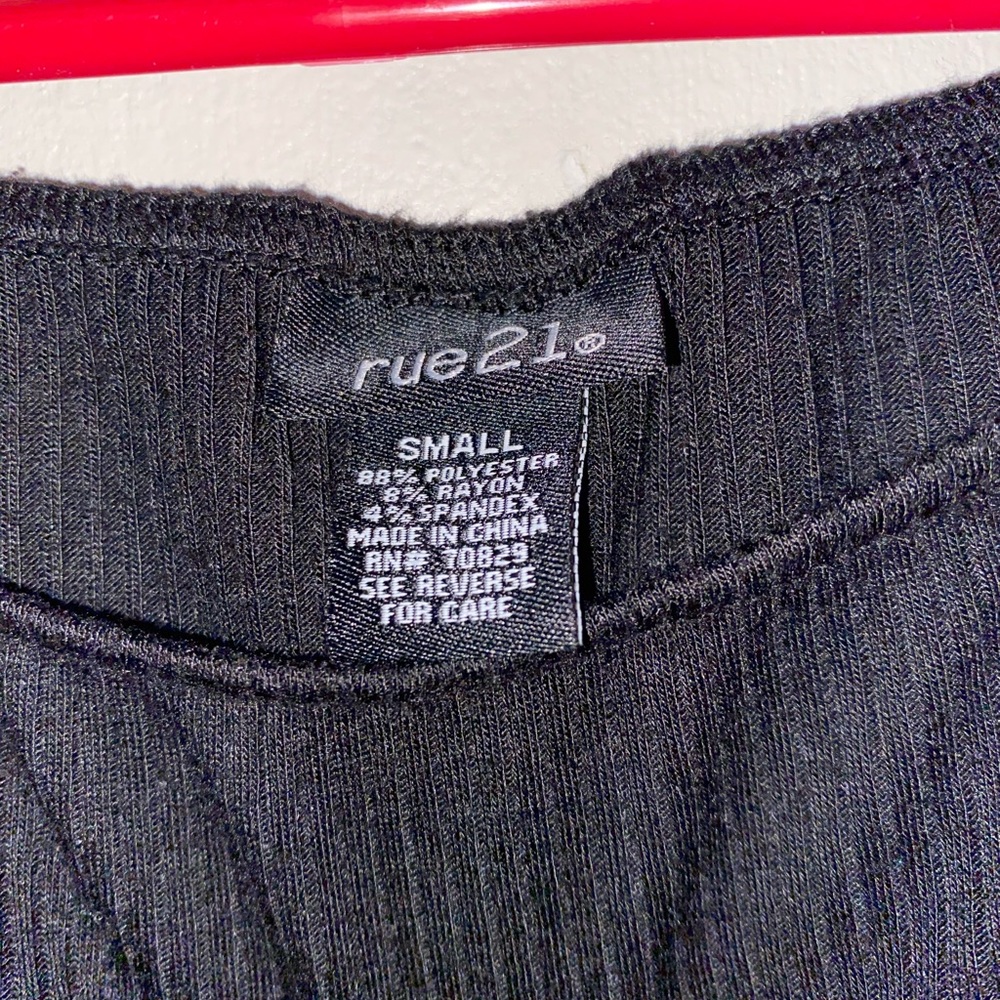 rue21®
SMALL
88% POLYESTER
8% RAYON
4% SPANDEX
MADE IN CHINA
RN# 70829
SEE REVERSE
FOR CARE